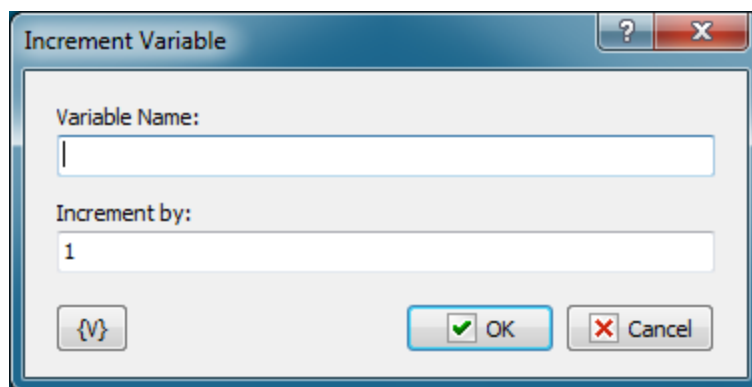 Increment Variable
?
X
Variable Name:
Increment by:
1
{V}
OK
Cancel